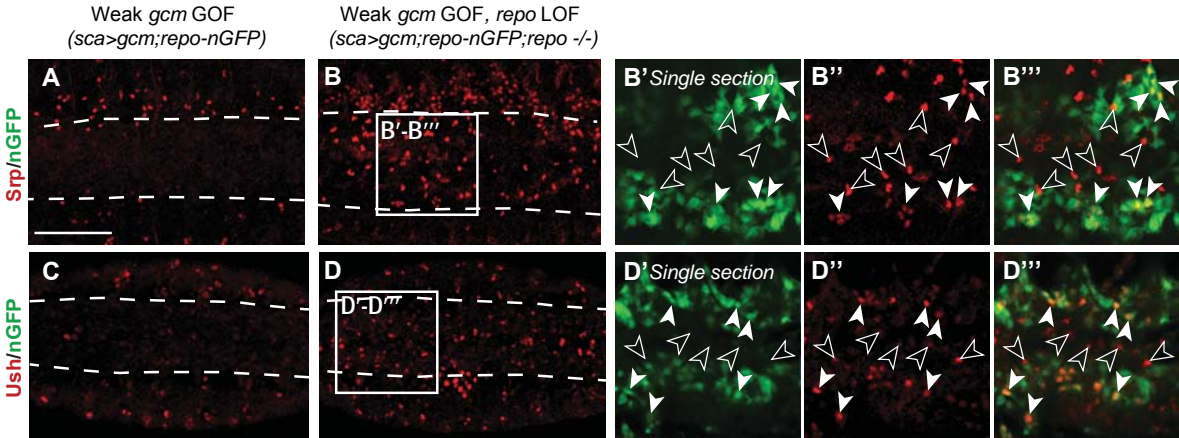 Weak gcm GOF
(sca>gcm;repo-nGFP)
Weak gcm GOF, repo LOF
(sca>gcm;repo-nGFP;repo -/-)
Srp/nGFP
A
B
B'-B'''
B' Single section
B''
B'''
Ush/nGFP
C
D
D'-D'''
D' Single section
D''
D'''